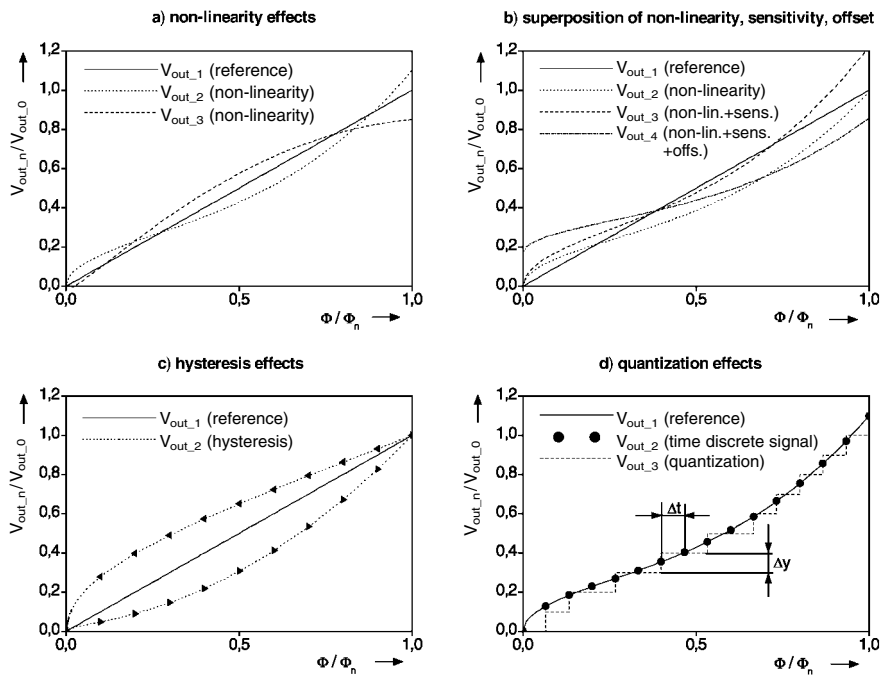 a) non-linearity effects
1,2
1,0
0,8
0,6
0,4
0,2
0,0
V_out_n/V_out_0
V_out_1 (reference)
V_out_2 (non-linearity)
V_out_3 (non-linearity)
0,0
0,5
1,0
Φ/Φ_n
b) superposition of non-linearity, sensitivity, offset
1,2
1,0
0,8
0,6
0,4
0,2
0,0
V_out_n/V_out_0
V_out_1 (reference)
V_out_2 (non-linearity)
V_out_3 (non-lin.+sens.)
V_out_4 (non-lin.+sens.
+offs.)
0,0
0,5
1,0
Φ/Φ_n
c) hysteresis effects
1,2
1,0
0,8
0,6
0,4
0,2
0,0
V_out_n/V_out_0
V_out_1 (reference)
V_out_2 (hysteresis)
0,0
0,5
1,0
Φ/Φ_n
d) quantization effects
1,2
1,0
0,8
0,6
0,4
0,2
0,0
V_out_n/V_out_0
V_out_1 (reference)
V_out_2 (time discrete signal)
V_out_3 (quantization)
Δt
Δy
0,0
0,5
1,0
Φ/Φ_n